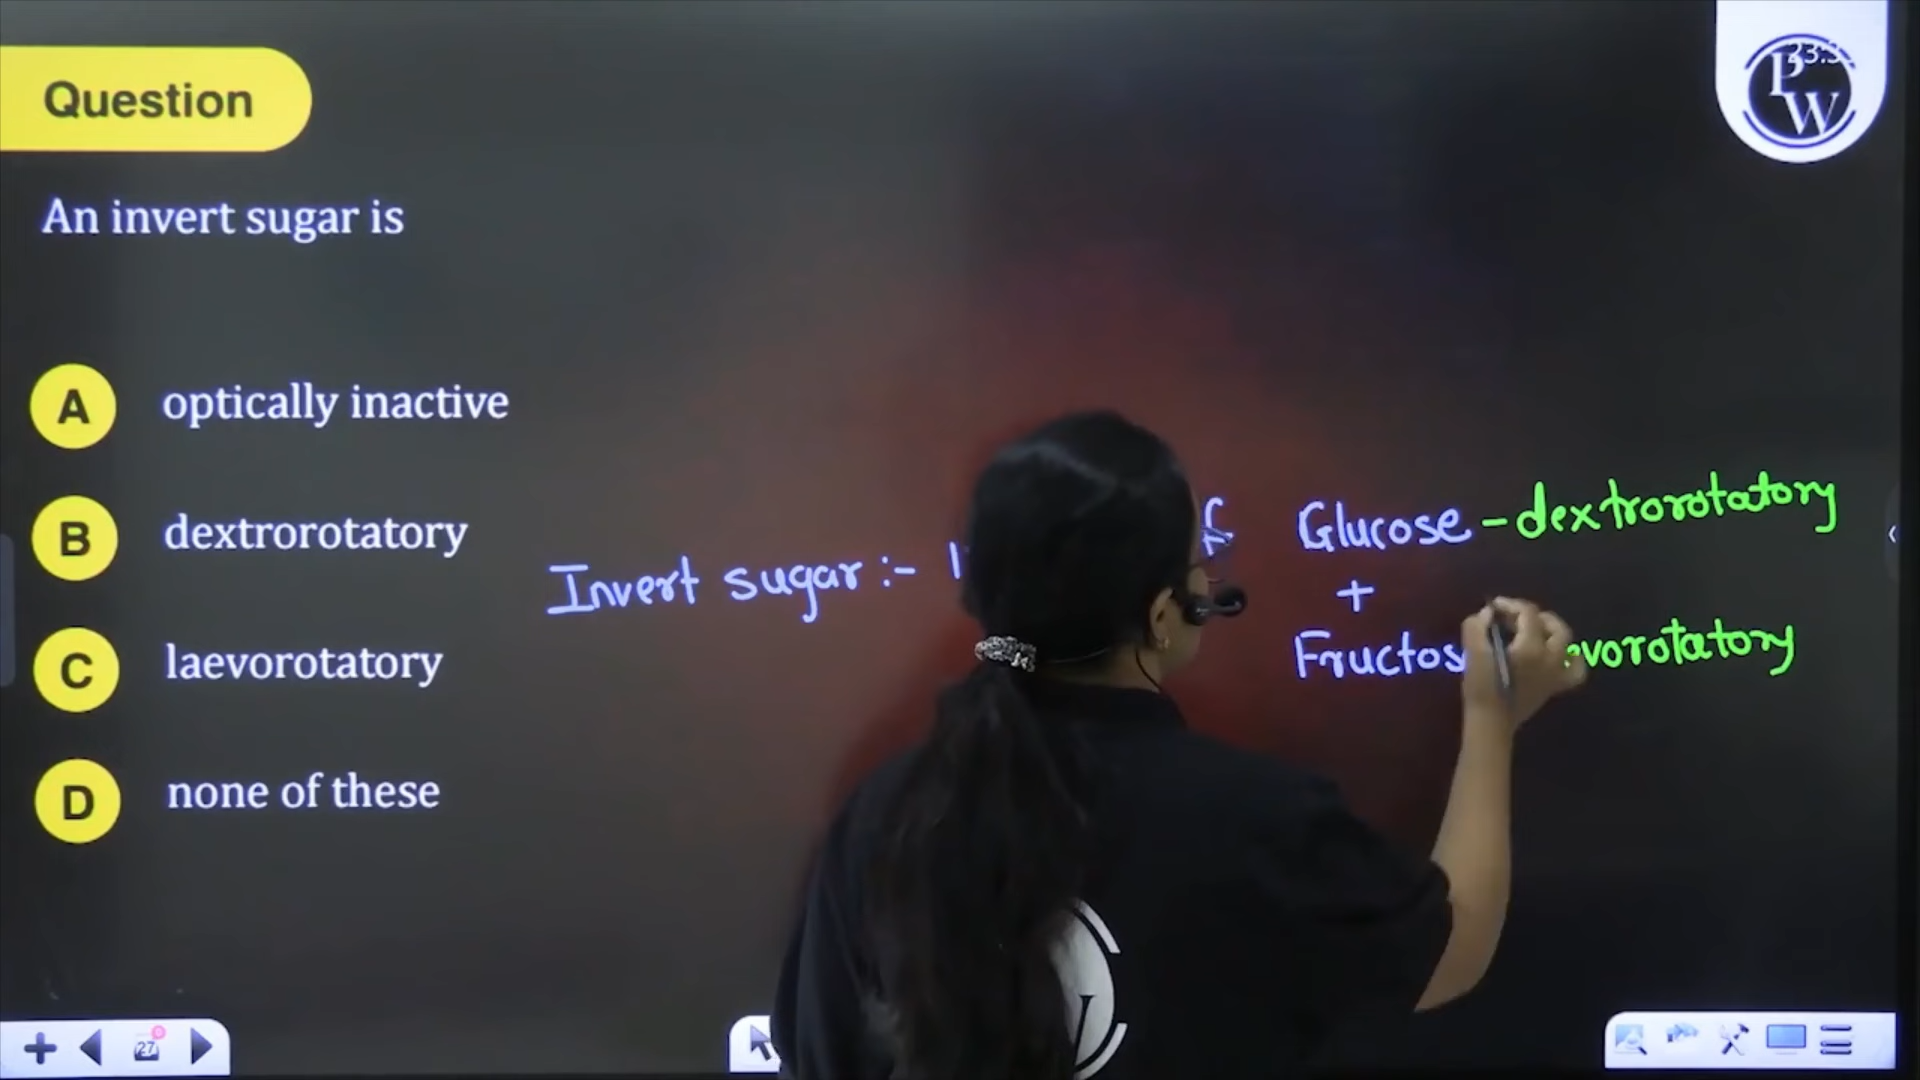 Question
An invert sugar is
A optically inactive
B dextrorotatory
C laevorotatory
D none of these
Invert sugar :-
Glucose - dextrorotatory
+
Fructos
vorotatory
PW
27